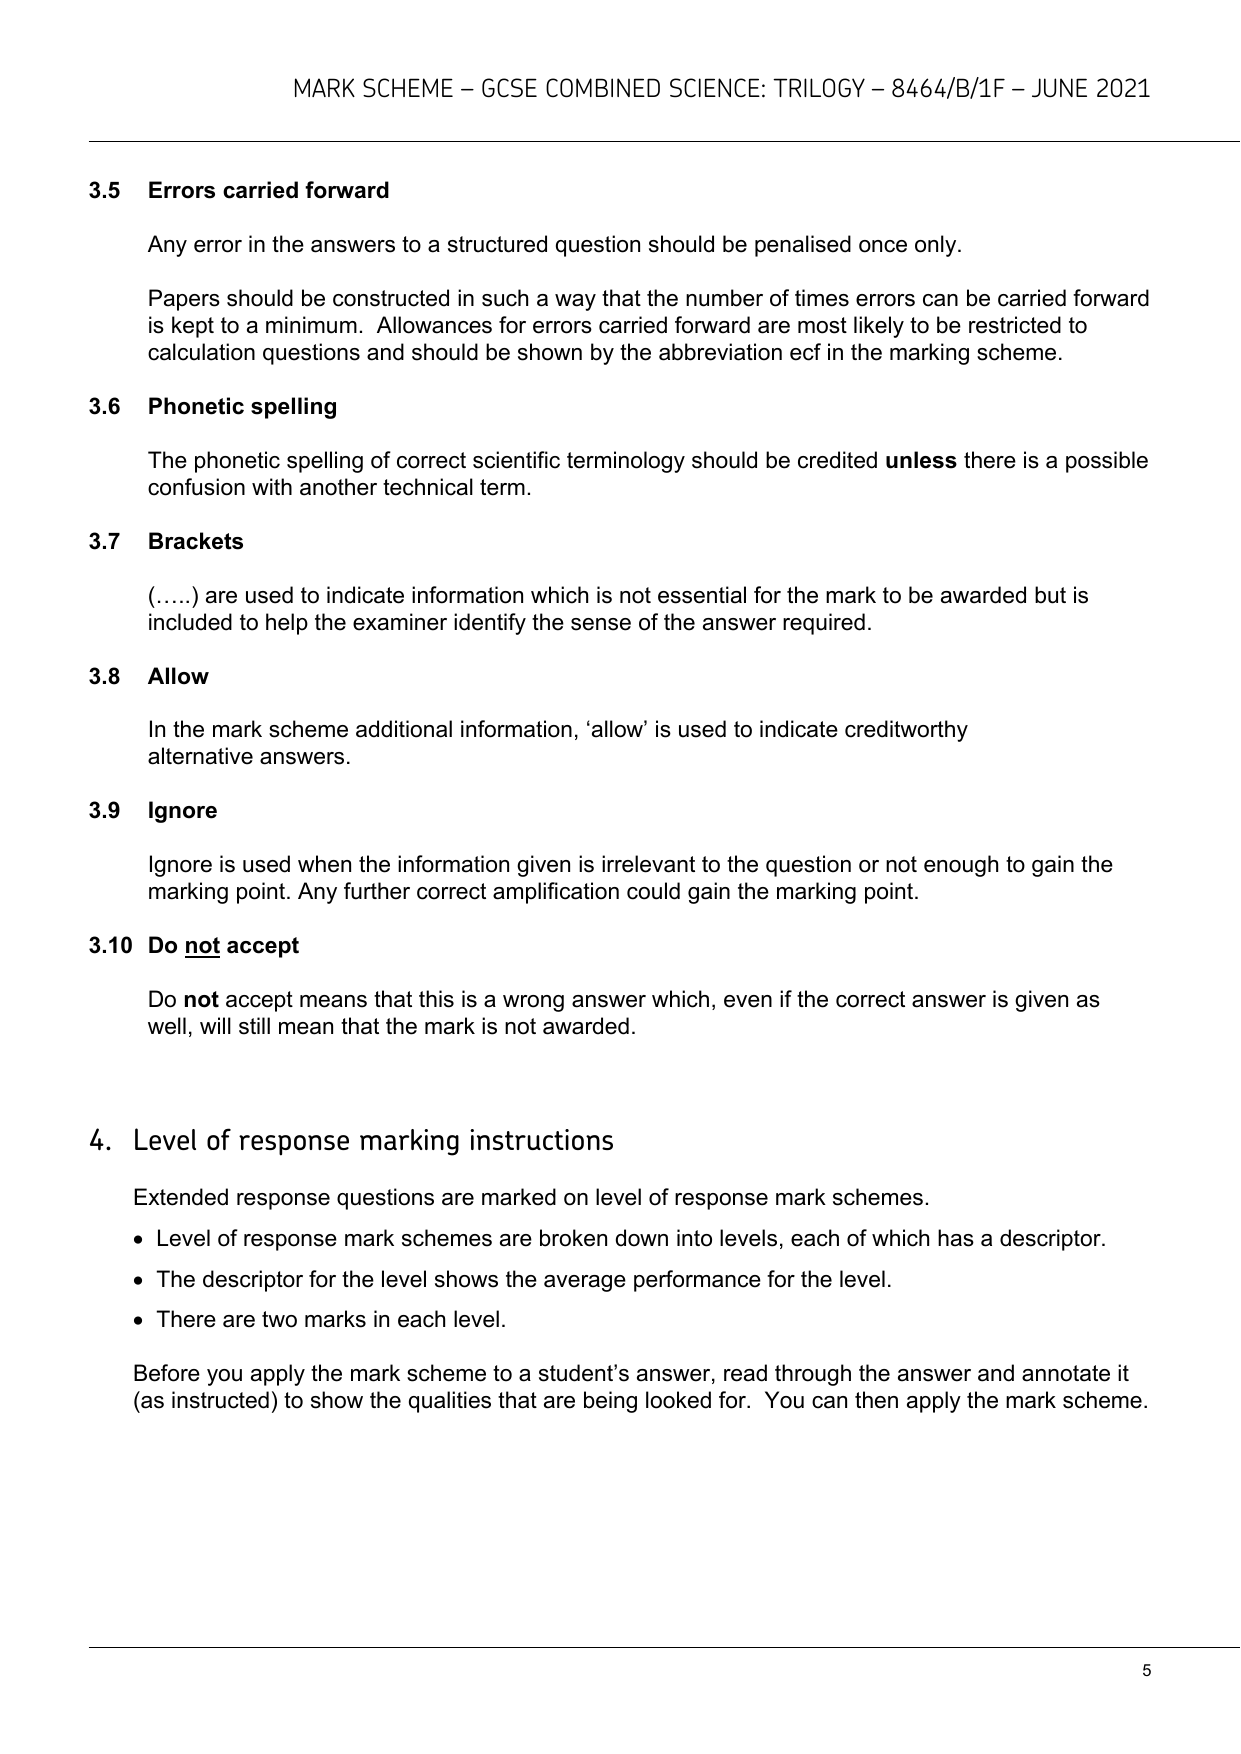 MARK SCHEME – GCSE COMBINED SCIENCE: TRILOGY – 8464/B/1F – JUNE 2021
3.5 Errors carried forward
Any error in the answers to a structured question should be penalised once only.
Papers should be constructed in such a way that the number of times errors can be carried forward
is kept to a minimum.  Allowances for errors carried forward are most likely to be restricted to
calculation questions and should be shown by the abbreviation ecf in the marking scheme.
3.6 Phonetic spelling
The phonetic spelling of correct scientific terminology should be credited unless there is a possible
confusion with another technical term.
3.7 Brackets
(…..) are used to indicate information which is not essential for the mark to be awarded but is
included to help the examiner identify the sense of the answer required.
3.8 Allow
In the mark scheme additional information, ‘allow’ is used to indicate creditworthy
alternative answers.
3.9 Ignore
Ignore is used when the information given is irrelevant to the question or not enough to gain the
marking point. Any further correct amplification could gain the marking point.
3.10 Do not accept
Do not accept means that this is a wrong answer which, even if the correct answer is given as
well, will still mean that the mark is not awarded.
4. Level of response marking instructions
Extended response questions are marked on level of response mark schemes.
• Level of response mark schemes are broken down into levels, each of which has a descriptor.
• The descriptor for the level shows the average performance for the level.
• There are two marks in each level.
Before you apply the mark scheme to a student’s answer, read through the answer and annotate it
(as instructed) to show the qualities that are being looked for.  You can then apply the mark scheme.
5